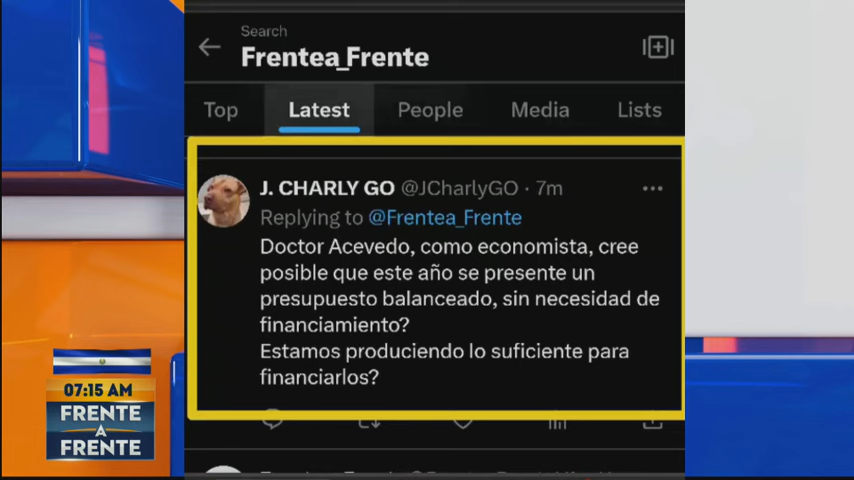 Search
Frentea_Frente
Top Latest People Media Lists
J. CHARLY GO @JCharlyGO · 7m
Replying to @Frentea_Frente
Doctor Acevedo, como economista, cree
posible que este año se presente un
presupuesto balanceado, sin necesidad de
financiamiento?
Estamos produciendo lo suficiente para
financiarlos?
07:15 AM
FRENTE
A
FRENTE